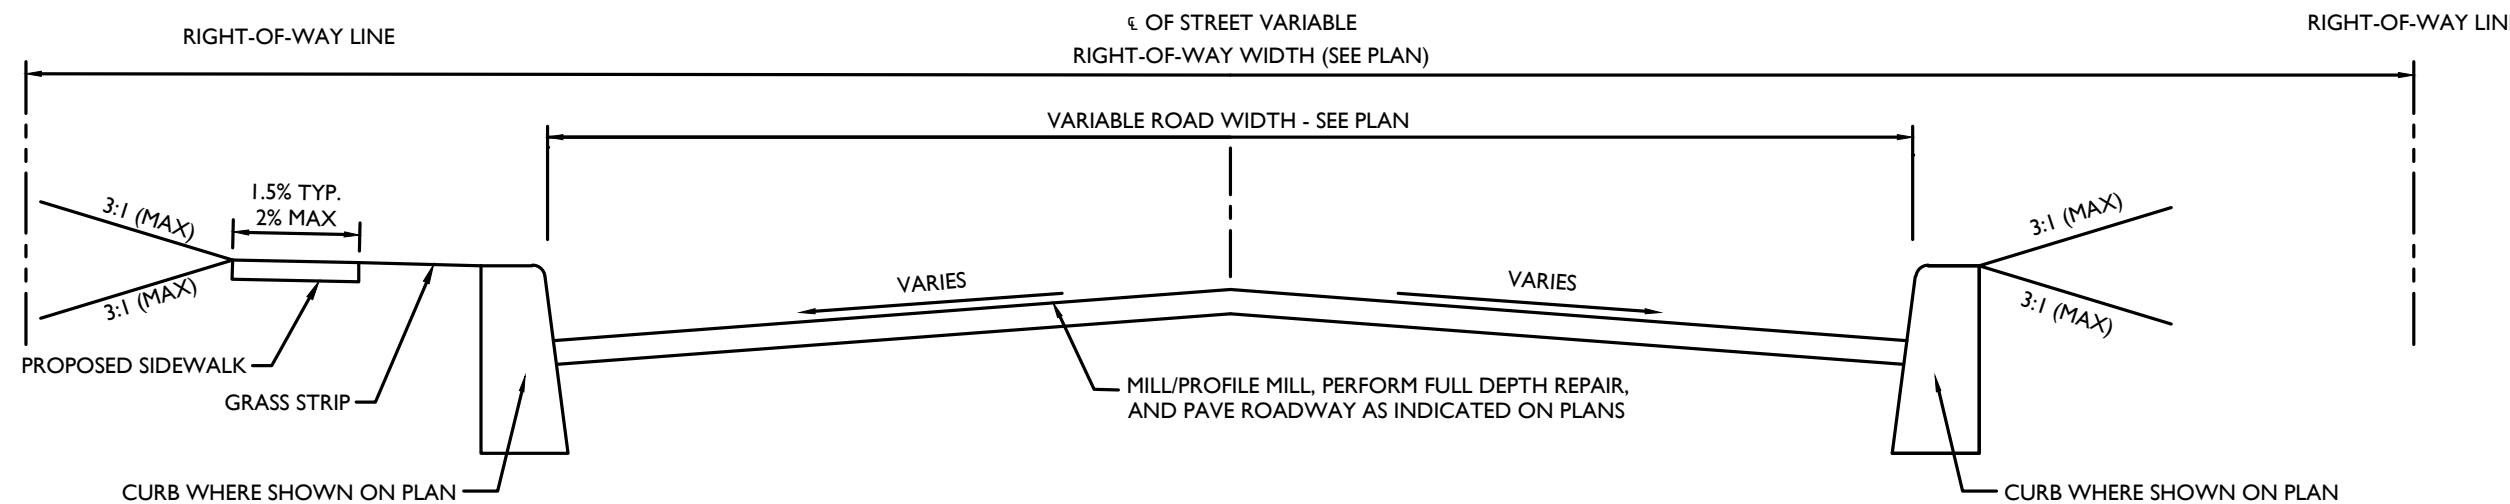 ℄ OF STREET VARIABLE
RIGHT-OF-WAY LINE
RIGHT-OF-WAY LINE
RIGHT-OF-WAY WIDTH (SEE PLAN)
VARIABLE ROAD WIDTH - SEE PLAN
1.5% TYP.
2% MAX
3:1 (MAX)
3:1 (MAX)
3:1 (MAX)
3:1 (MAX)
VARIES
VARIES
PROPOSED SIDEWALK
GRASS STRIP
MILL/PROFILE MILL, PERFORM FULL DEPTH REPAIR,
AND PAVE ROADWAY AS INDICATED ON PLANS
CURB WHERE SHOWN ON PLAN
CURB WHERE SHOWN ON PLAN